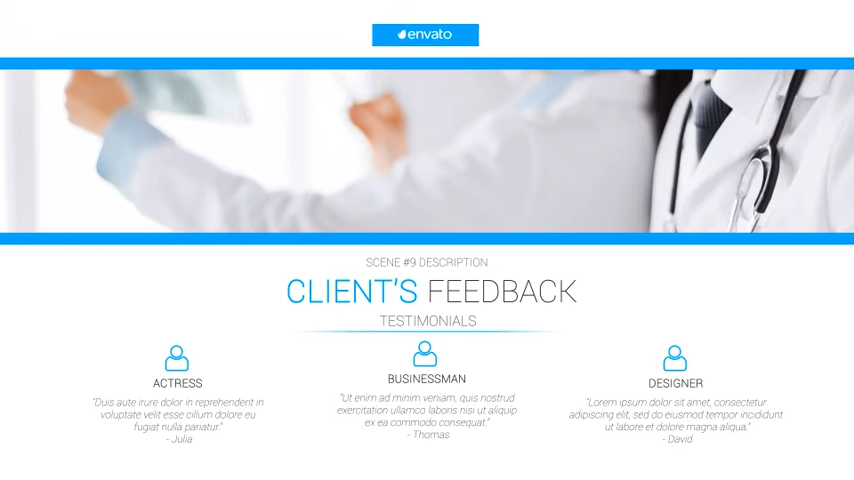 envato
SCENE #9 DESCRIPTION
CLIENT'S FEEDBACK
TESTIMONIALS
ACTRESS
"Duis aute irure dolor in reprehenderit in
voluptate velit esse cillum dolore eu
fugiat nulla pariatur."
- Julia
BUSINESSMAN
"Ut enim ad minim veniam, quis nostrud
exercitation ullamco laboris nisi ut aliquip
ex ea commodo consequat."
- Thomas
DESIGNER
"Lorem ipsum dolor sit amet, consectetur
adipiscing elit, sed do eiusmod tempor incididunt
ut labore et dolore magna aliqua."
- David